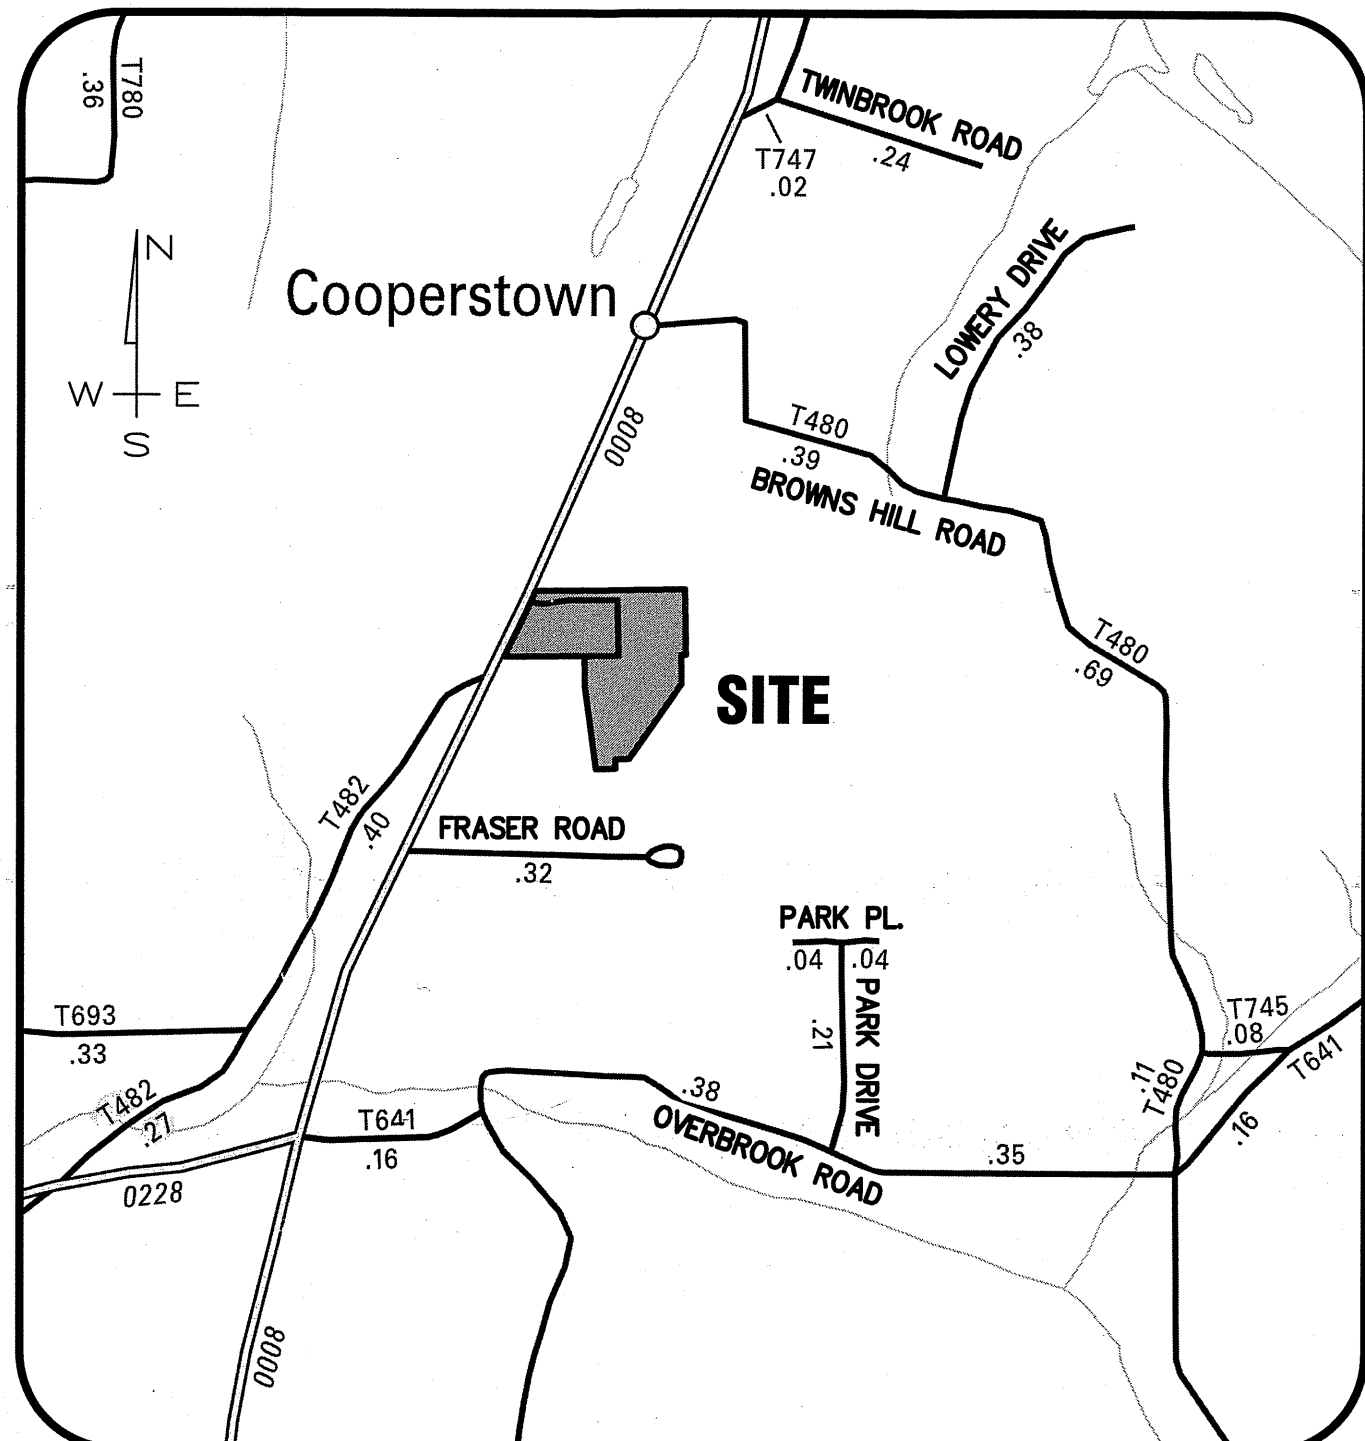 T780
.36
TWINBROOK ROAD
.24
T747
.02
N
W E
S
Cooperstown
LOWERY DRIVE
.38
0008
T480
.39
BROWNS HILL ROAD
T480
.69
SITE
T482
.40
FRASER ROAD
.32
PARK PL.
.04 .04
PARK DRIVE
.21
T693
.33
T745
.08
T641
.11
T480
.16
T482
.27
T641
.16
.38
OVERBROOK ROAD
.35
0228
0008